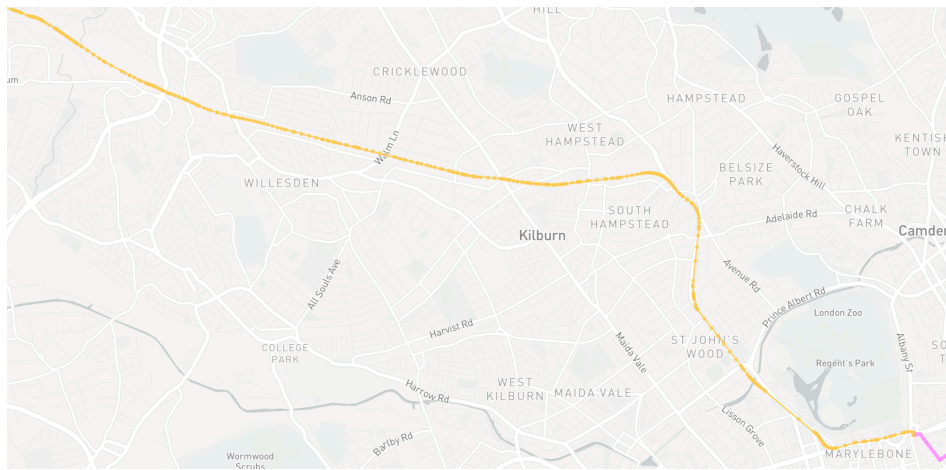 HILL
CRICKLEWOOD
um
Anson Rd
HAMPSTEAD
GOSPEL
OAK
WEST
HAMPSTEAD
Walm Ln
KENTISH
TOWN
Haverstock Hill
BELSIZE
PARK
WILLESDEN
SOUTH
HAMPSTEAD
CHALK
FARM
Adelaide Rd
Kilburn
Camden
Avenue Rd
All Souls Ave
Prince Albert Rd
London Zoo
Harvist Rd
Maida Vale
ST JOHN'S
WOOD
Albany St
SO
T
COLLEGE
PARK
Regent's Park
Harrow Rd
WEST
KILBURN
MAIDA VALE
Lisson Grove
Barlby Rd
Wormwood
Scrubs
MARYLEBONE